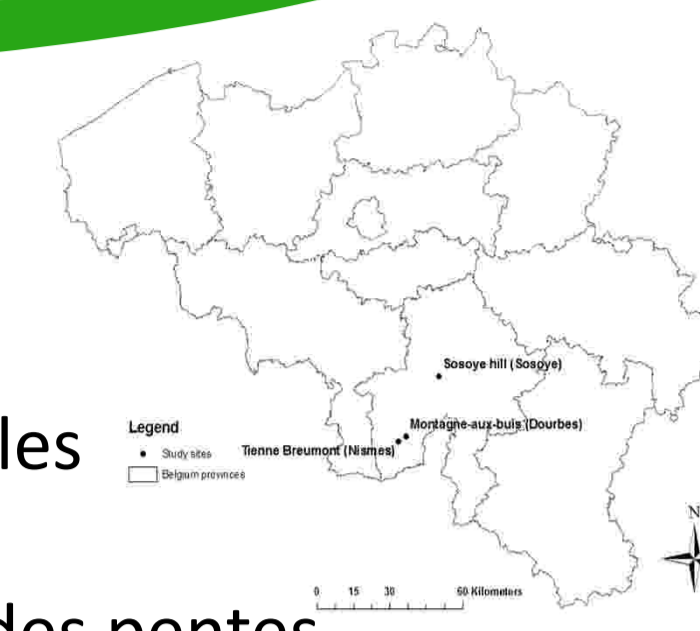 Sosoye hill (Sosoye)
Montagne-aux-buis (Dourbes)
Tienne Breumont (Nismes)
les
Legend
Study sites
Belgium provinces
N
0 15 30 60 Kilometers
des pentes